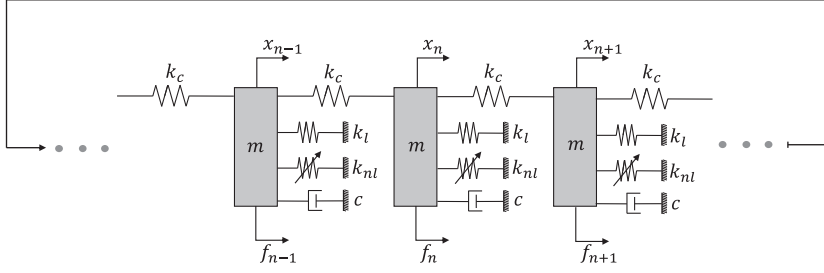 x_{n-1} x_n x_{n+1}
k_c k_c k_c k_c
m k_l m k_l m k_l
k_{nl} k_{nl} k_{nl}
c c c
f_{n-1} f_n f_{n+1}